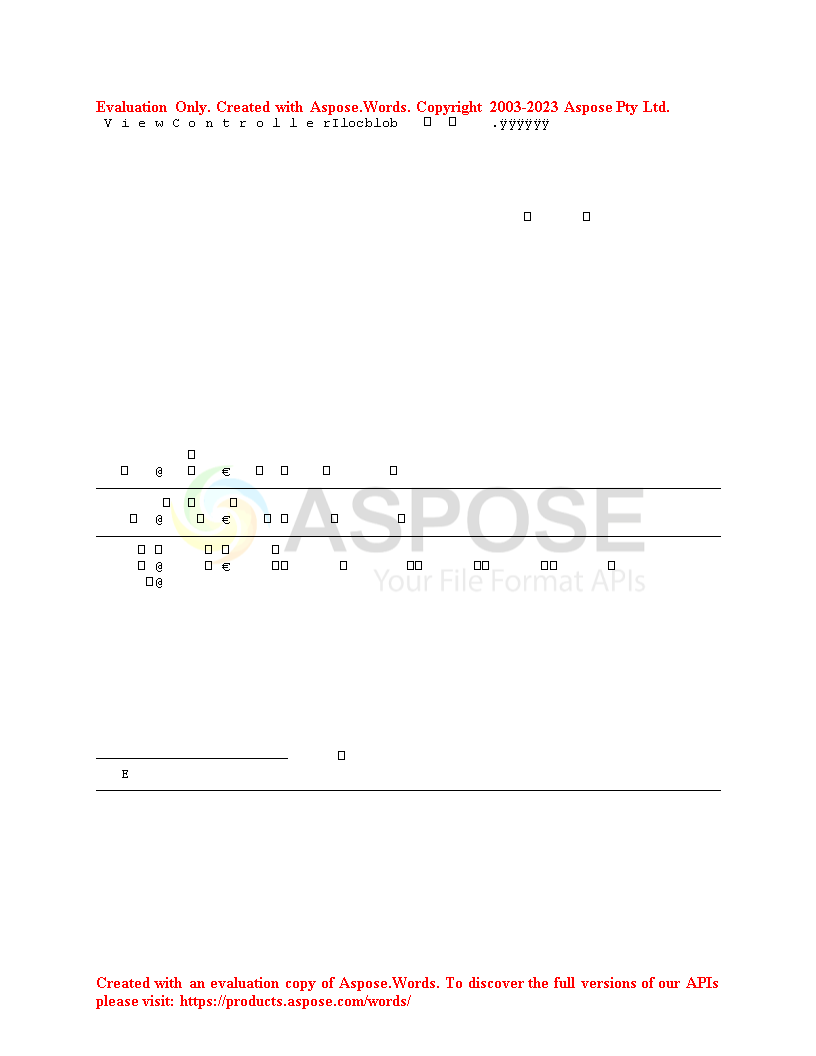 Evaluation Only. Created with Aspose.Words. Copyright 2003-2023 Aspose Pty Ltd.
V i e w C o n t r o l l e rIlocblob □ □ .ÿÿÿÿÿÿ
□ □
□
□ @ □ € □ □ □ □
□ □ □
□ @ □ € □ □ □ □
□ □ □ □ □
□ @ □ € □□ □ □□ □□ □□ □
□@
ASPOSE
Your File Format APIs
□
E
Created with an evaluation copy of Aspose.Words. To discover the full versions of our APIs
please visit: https://products.aspose.com/words/